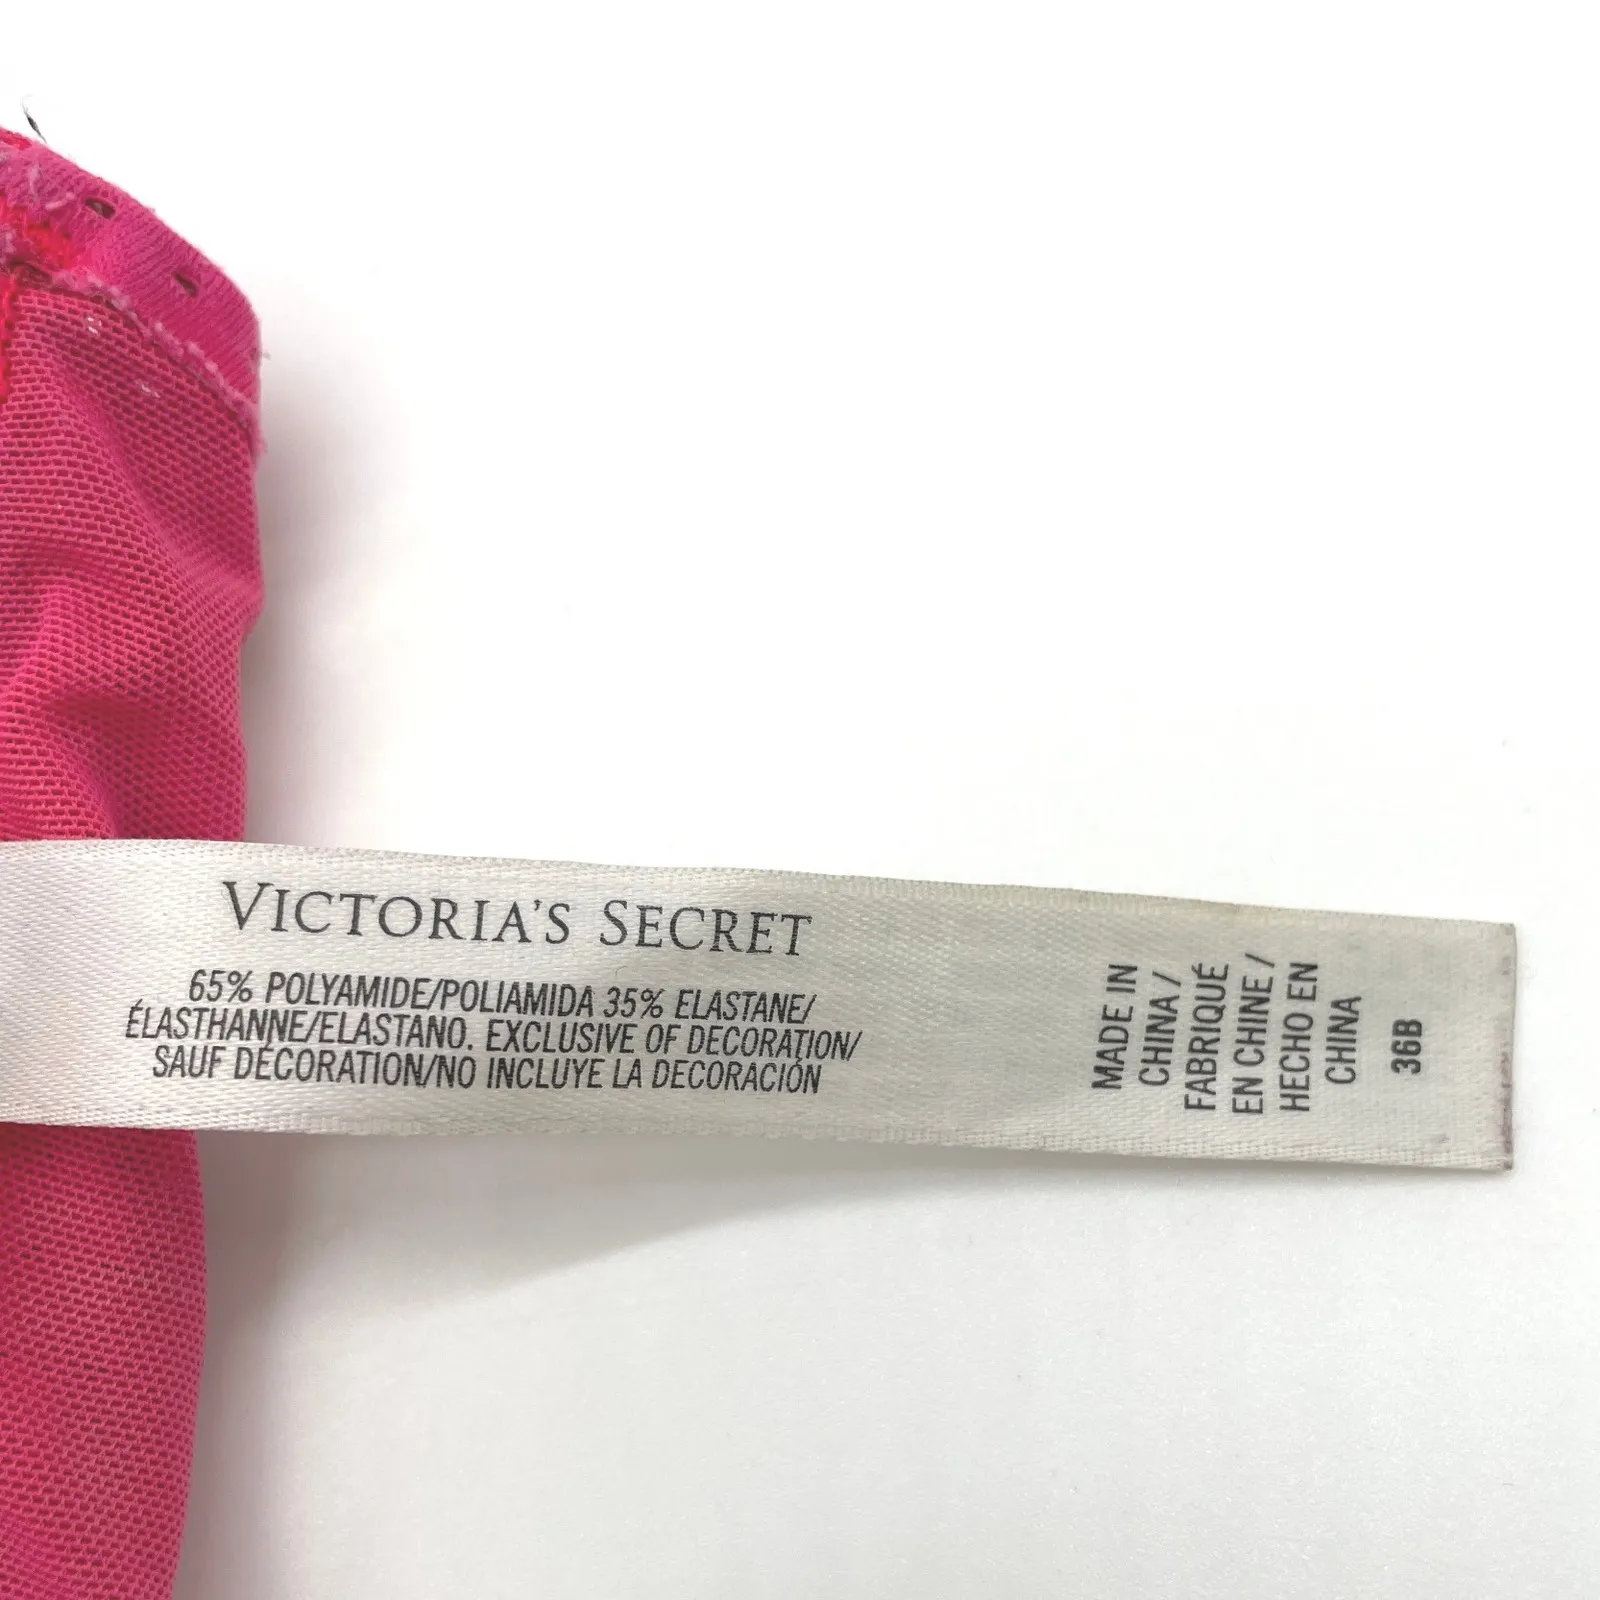 VICTORIA'S SECRET
65% POLYAMIDE/POLIAMIDA 35% ELASTANE/
ÉLASTHANNE/ELASTANO. EXCLUSIVE OF DECORATION/
SAUF DÉCORATION/NO INCLUYE LA DECORACIÓN
MADE IN
CHINA /
FABRIQUÉ
EN CHINE /
HECHO EN
CHINA
36B